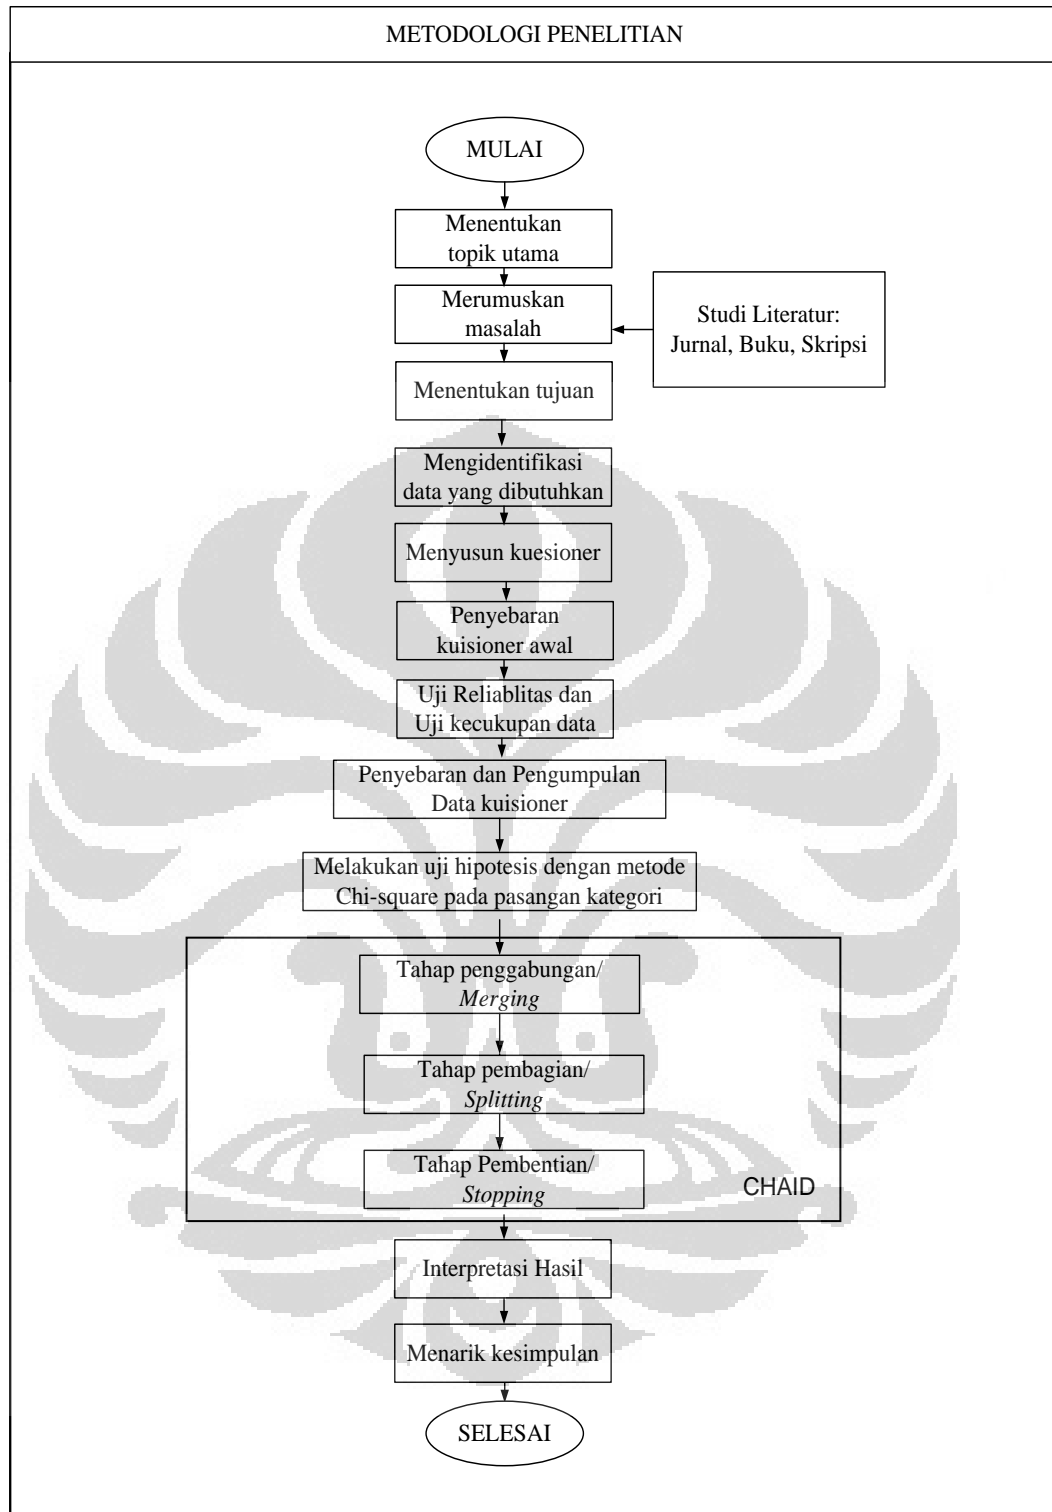 METODOLOGI PENELITIAN
MULAI
Menentukan
topik utama
Merumuskan
masalah
Studi Literatur:
Jurnal, Buku, Skripsi
Menentukan tujuan
Mengidentifikasi
data yang dibutuhkan
Menyusun kuesioner
Penyebaran
kuisioner awal
Uji Reliablitas dan
Uji kecukupan data
Penyebaran dan Pengumpulan
Data kuisioner
Melakukan uji hipotesis dengan metode
Chi-square pada pasangan kategori
Tahap penggabungan/
Merging
Tahap pembagian/
Splitting
Tahap Pembentian/
Stopping
CHAID
Interpretasi Hasil
Menarik kesimpulan
SELESAI